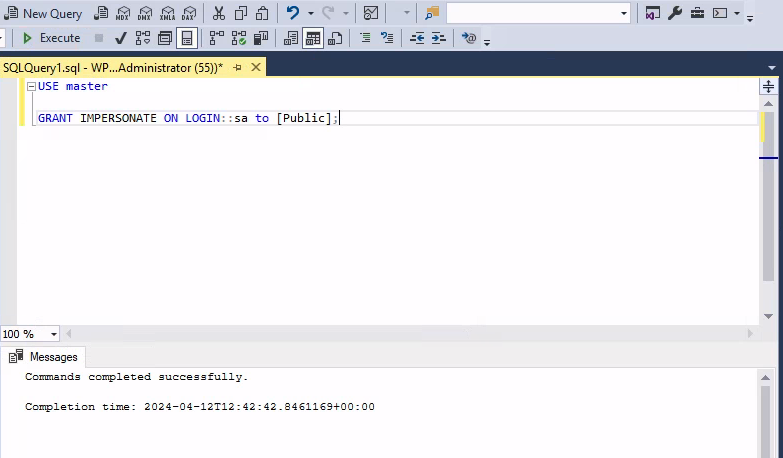 New Query MDX DMX XMLA DAX
Execute
SQLQuery1.sql - WP...Administrator (55))*
USE master
GRANT IMPERSONATE ON LOGIN::sa to [Public];
100 %
Messages
Commands completed successfully.
Completion time: 2024-04-12T12:42:42.8461169+00:00